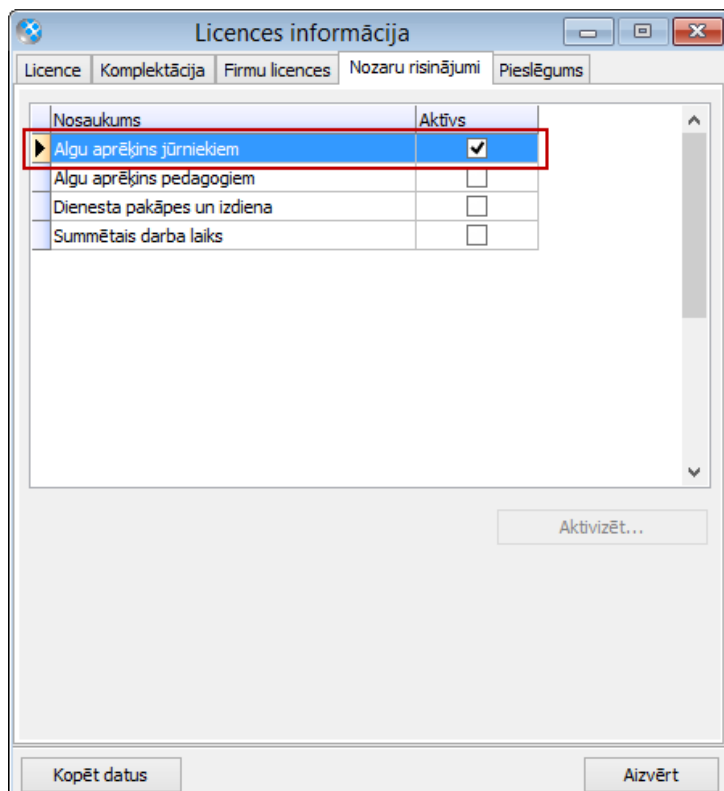 Licences informācija
Licence Komplektācija Firmu licences Nozaru risinājumi Pieslēgums
Nosaukums Aktīvs
Algu aprēķins jūrniekiem
Algu aprēķins pedagogiem
Dienesta pakāpes un izdiena
Summētais darba laiks
Aktivizēt...
Kopēt datus Aizvērt